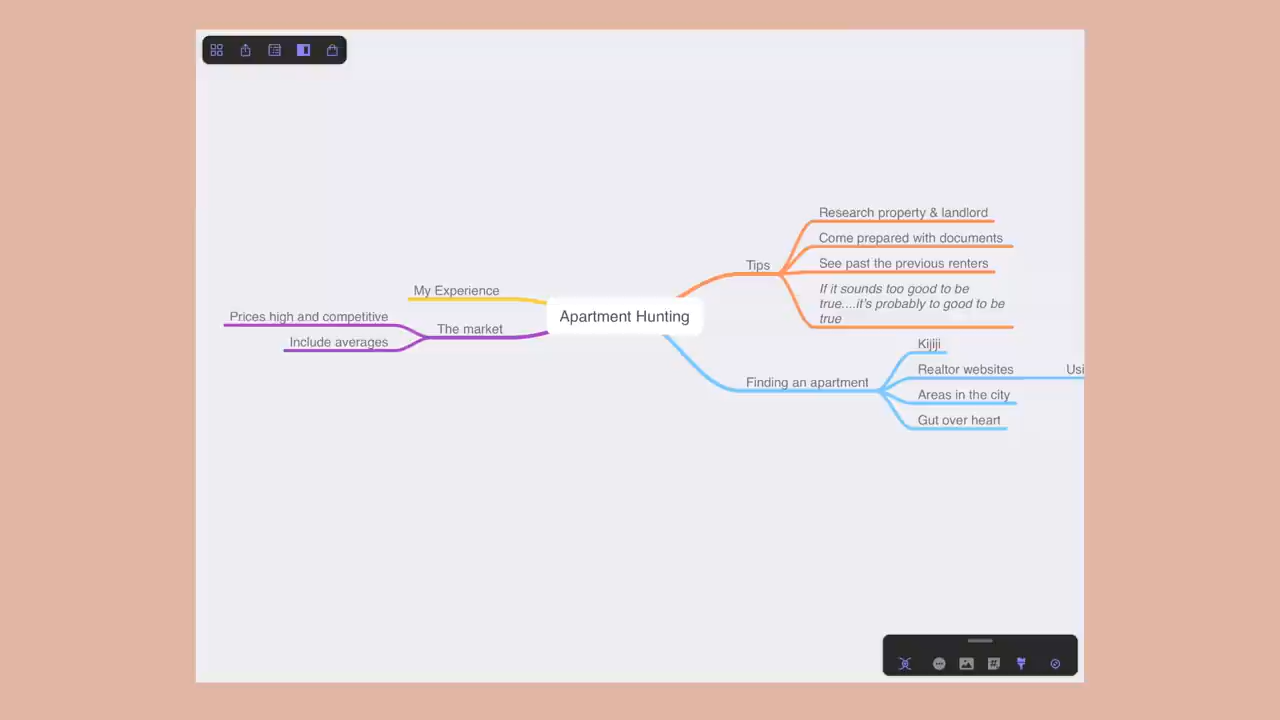 Research property & landlord
Come prepared with documents
Tips
See past the previous renters
If it sounds too good to be
true....it's probably to good to be
true
My Experience
Apartment Hunting
Prices high and competitive
The market
Include averages
Kijiji
Realtor websites
Finding an apartment
Areas in the city
Gut over heart